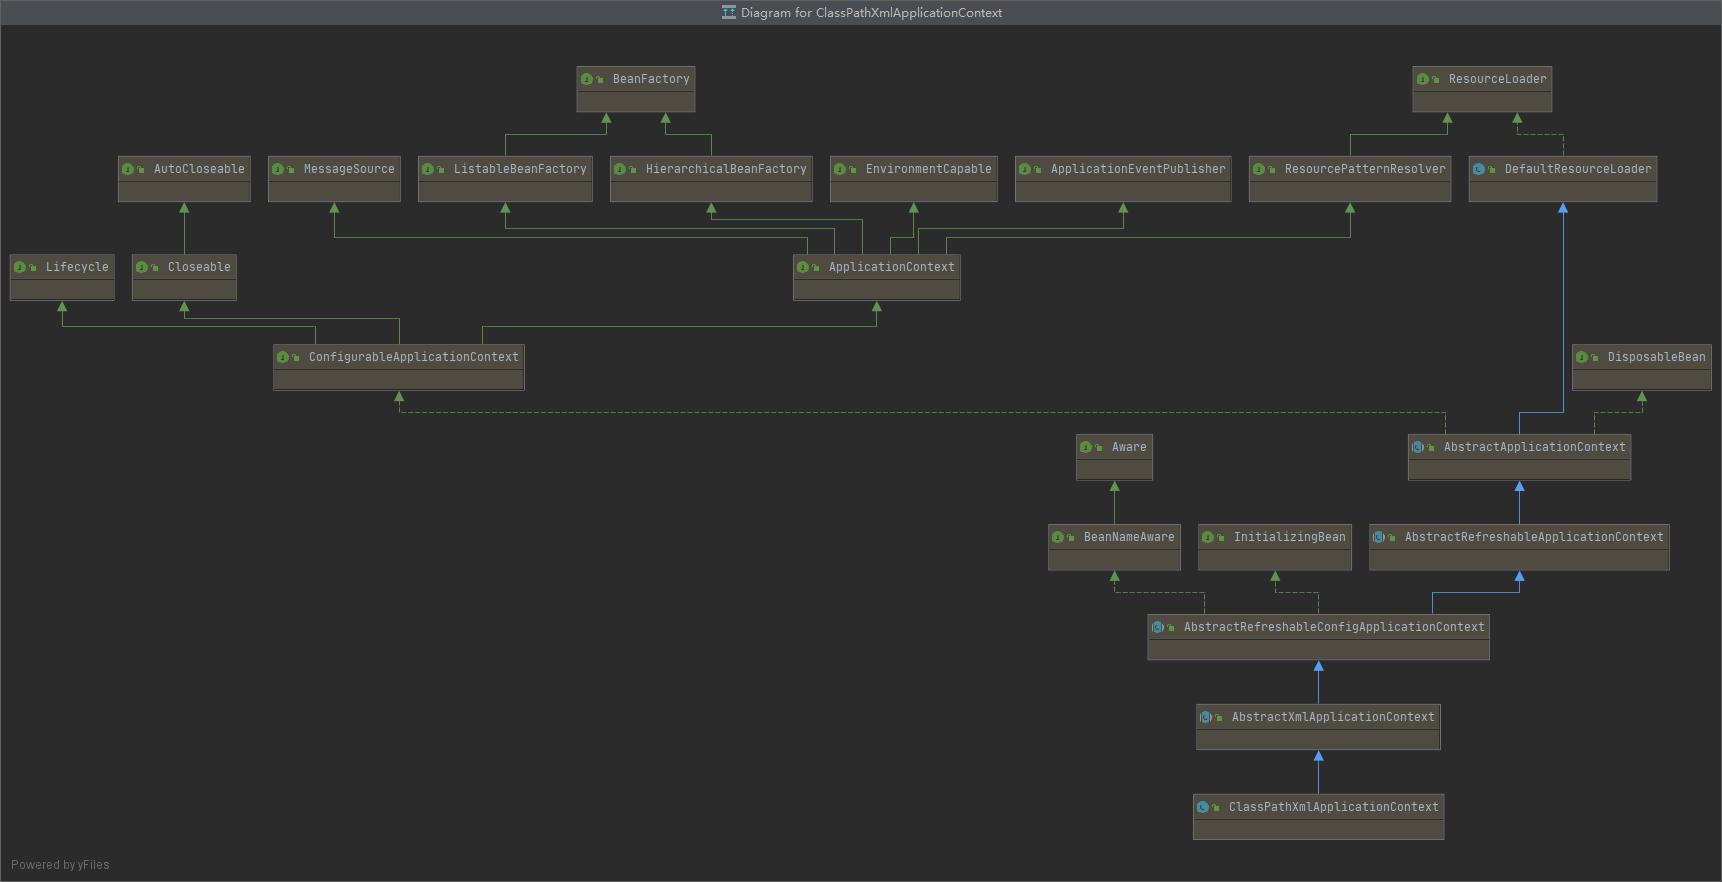 Diagram for ClassPathXmlApplicationContext
BeanFactory
ResourceLoader
AutoCloseable
MessageSource
ListableBeanFactory
HierarchicalBeanFactory
EnvironmentCapable
ApplicationEventPublisher
ResourcePatternResolver
DefaultResourceLoader
Lifecycle
Closeable
ApplicationContext
ConfigurableApplicationContext
DisposableBean
Aware
AbstractApplicationContext
BeanNameAware
InitializingBean
AbstractRefreshableApplicationContext
AbstractRefreshableConfigApplicationContext
AbstractXmlApplicationContext
ClassPathXmlApplicationContext
Powered by yFiles